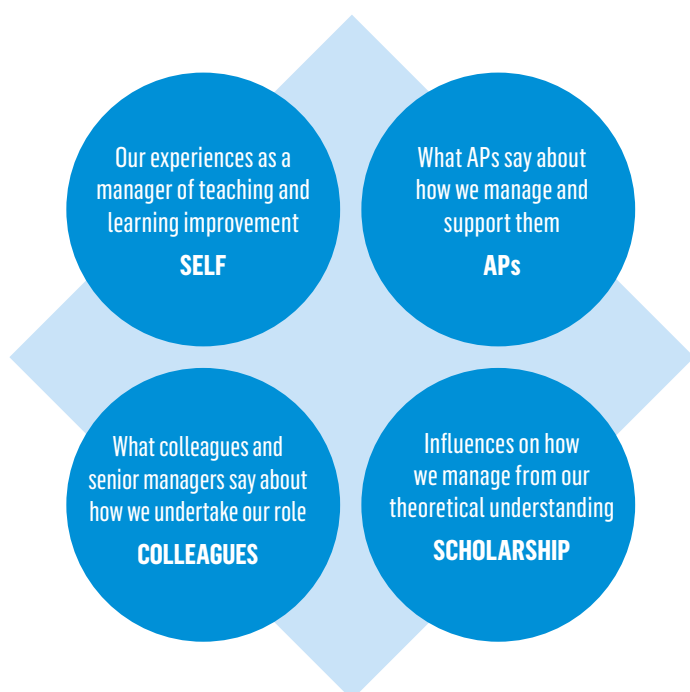 Our experiences as a
manager of teaching and
learning improvement
SELF
What APs say about
how we manage and
support them
APs
What colleagues and
senior managers say about
how we undertake our role
COLLEAGUES
Influences on how
we manage from our
theoretical understanding
SCHOLARSHIP